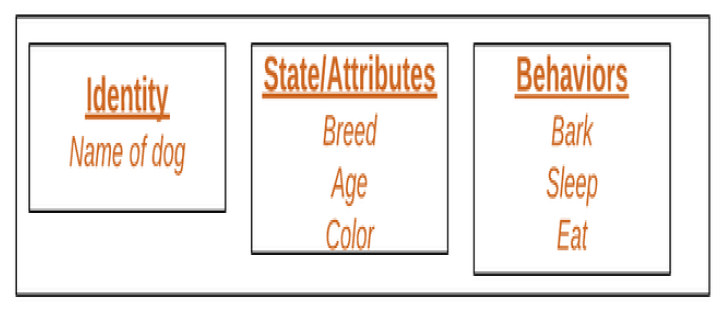 Identity
Name of dog
State/Attributes
Breed
Age
Color
Behaviors
Bark
Sleep
Eat